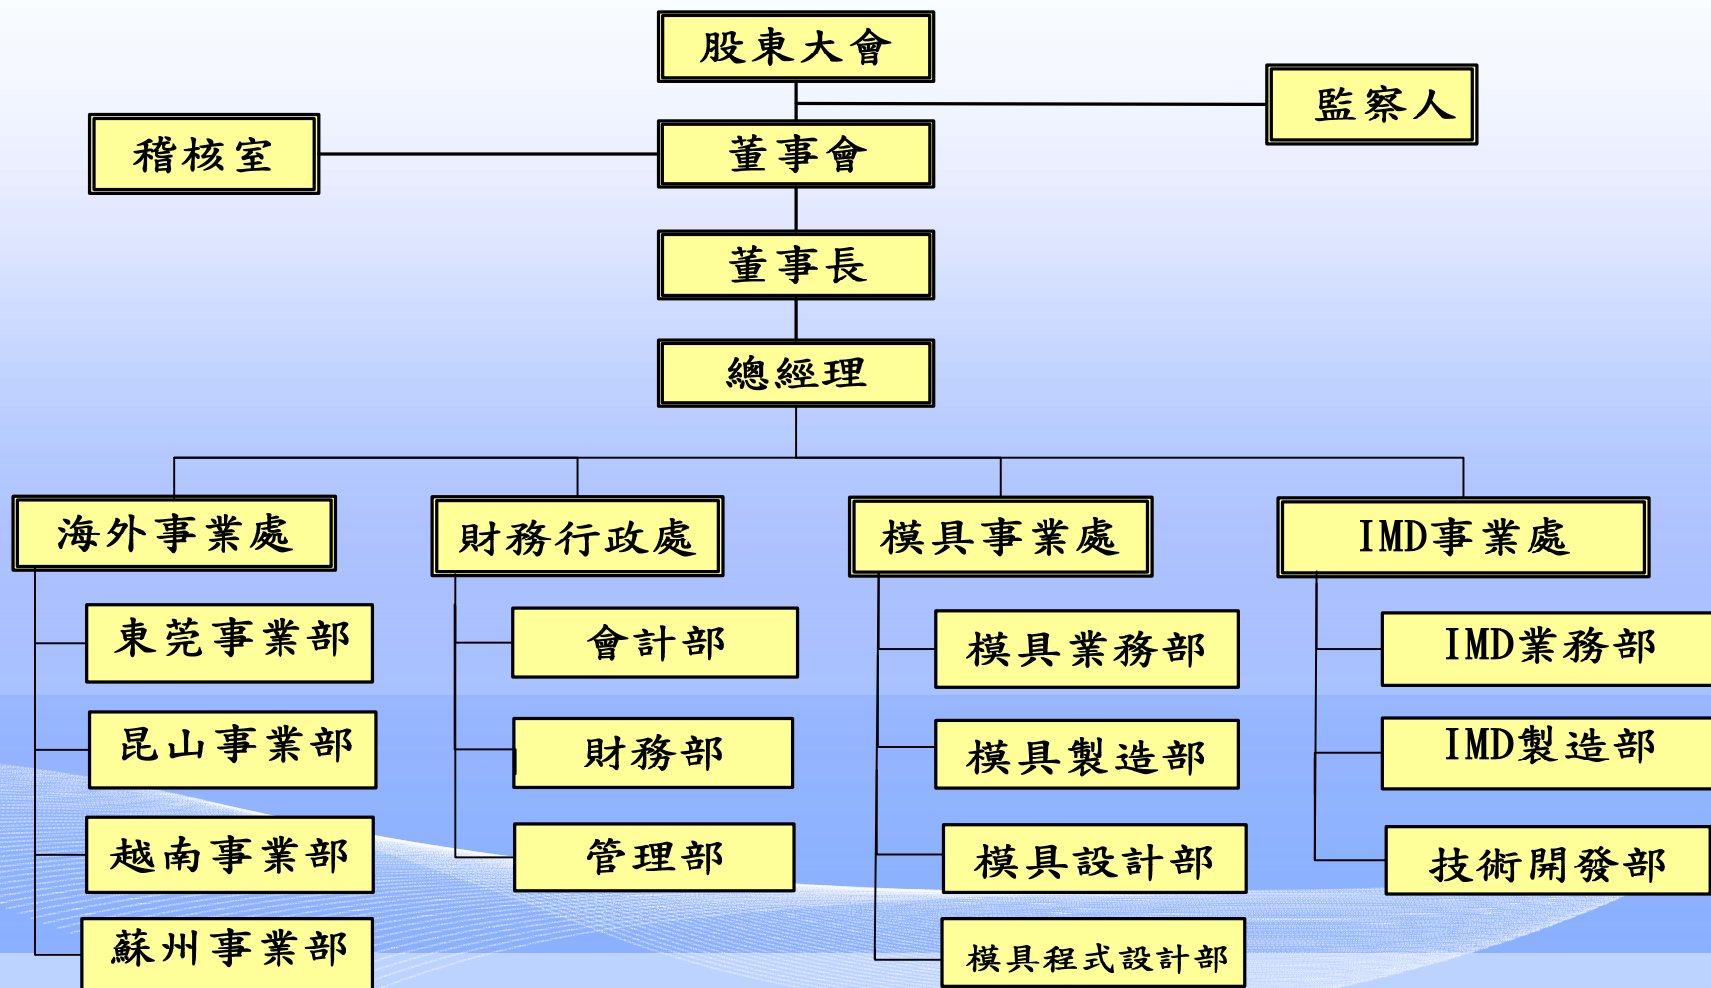 股東大會
監察人
稽核室
董事會
董事長
總經理
海外事業處
財務行政處
模具事業處
IMD事業處
東莞事業部
會計部
模具業務部
IMD業務部
昆山事業部
財務部
模具製造部
IMD製造部
越南事業部
管理部
模具設計部
技術開發部
蘇州事業部
模具程式設計部